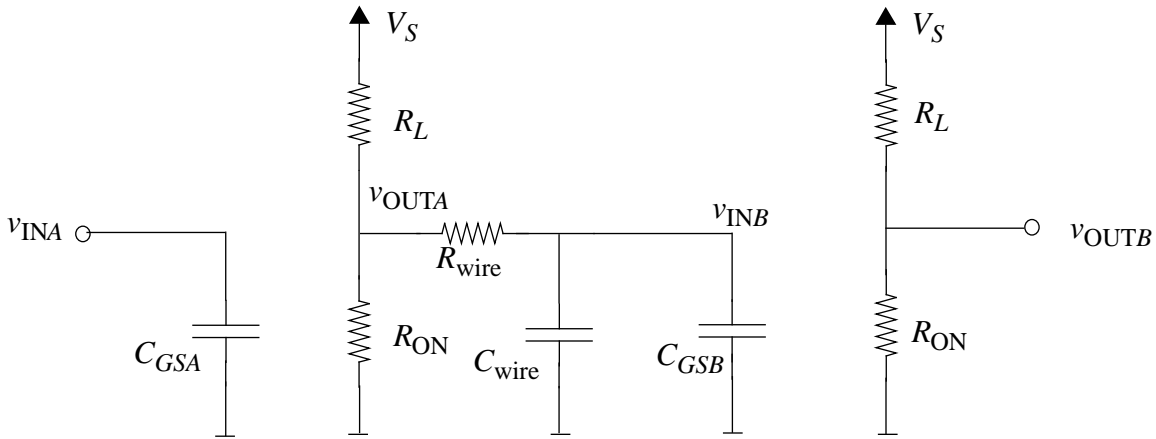 V_S
V_S
R_L
R_L
v_OUTA
v_INA
v_INB
v_OUTB
R_wire
R_ON
R_ON
C_GSA
C_wire
C_GSB